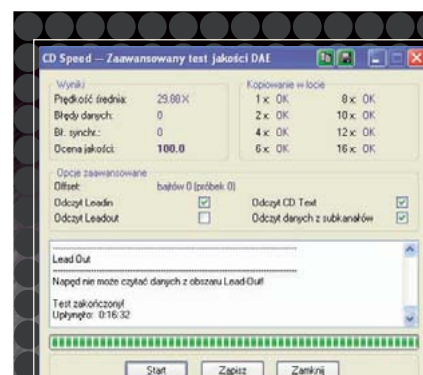 CD Speed – Zaawansowany test jakości DAE
Wyniki
Prędkość średnia: 29.88 X
Błędy danych: 0
Bł. synchr.: 0
Ocena jakości: 100.0
Kopiowanie w locie
1 x: OK 8 x: OK
2 x: OK 10 x: OK
4 x: OK 12 x: OK
6 x: OK 16 x: OK
Opcje zaawansowane
Offset: bajtów 0 (próbek 0)
Odczyt Leadin Odczyt CD Text
Odczyt Leadout Odczyt danych z subkanałów
Lead Out
Napęd nie może czytać danych z obszaru Lead-Out!
Test zakończony!
Upłynęło: 0:16:32
Start Zapisz Zamknij